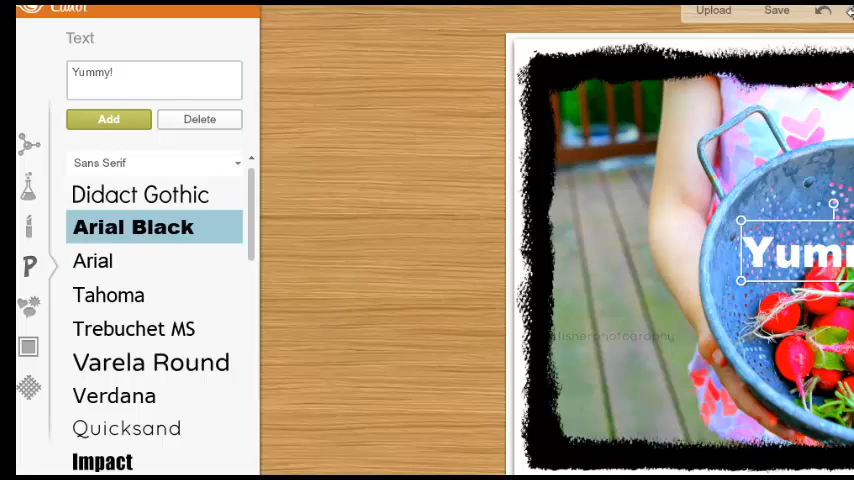 Upload Save
Text
Yummy!
Add Delete
Sans Serif
Didact Gothic
Arial Black
Arial
Tahoma
Trebuchet MS
Varela Round
Verdana
Quicksand
Impact
P
Yumm
fisherphotography